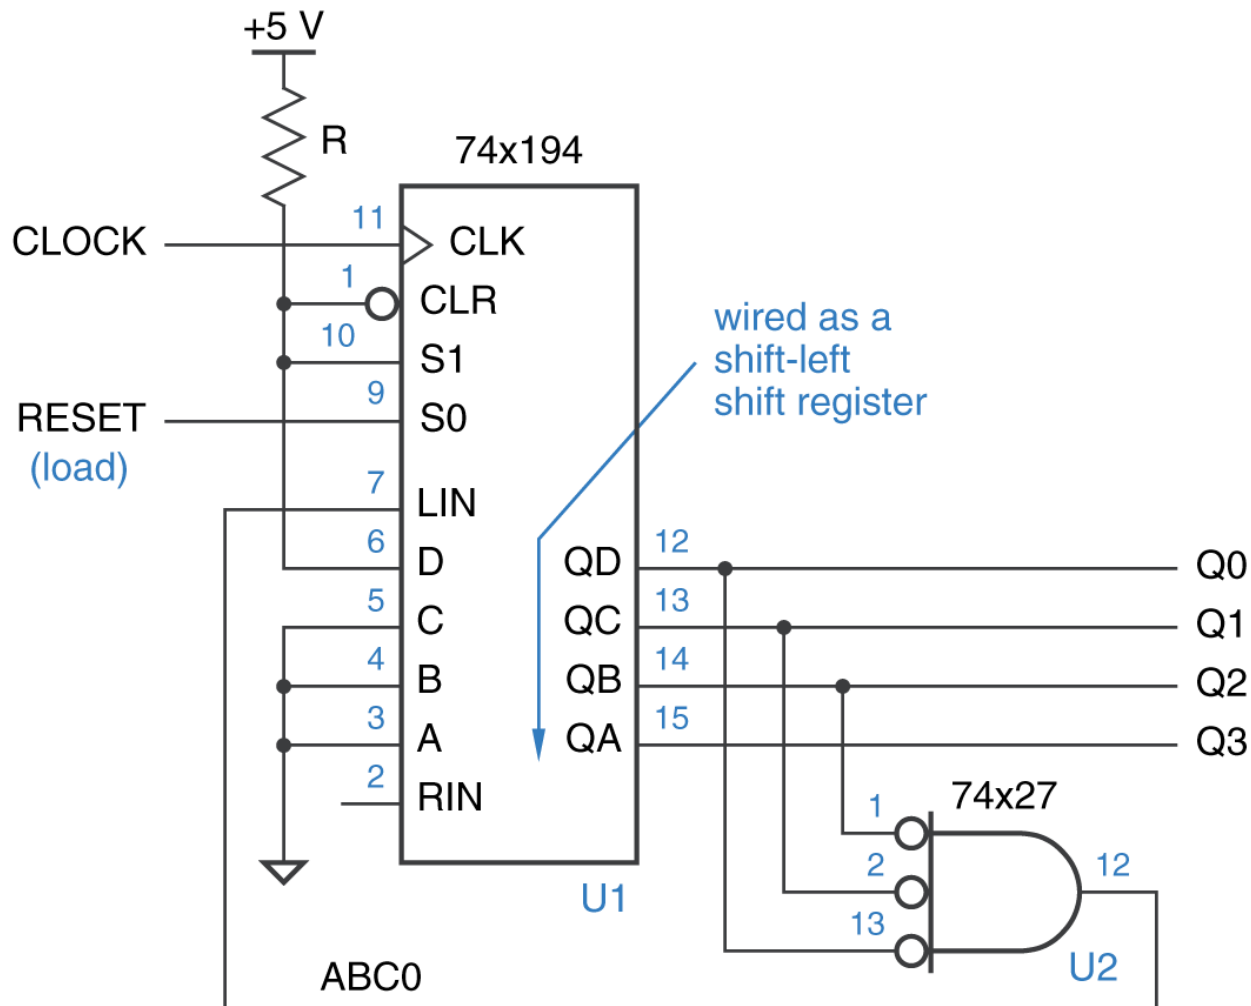 +5 V
R
74x194
CLOCK
11
CLK
1
CLR
10
S1
RESET
(load)
9
S0
wired as a
shift-left
shift register
7
LIN
6
D
QD
12
Q0
5
C
QC
13
Q1
4
B
QB
14
Q2
3
A
QA
15
Q3
2
RIN
74x27
1
2
12
13
U1
U2
ABC0